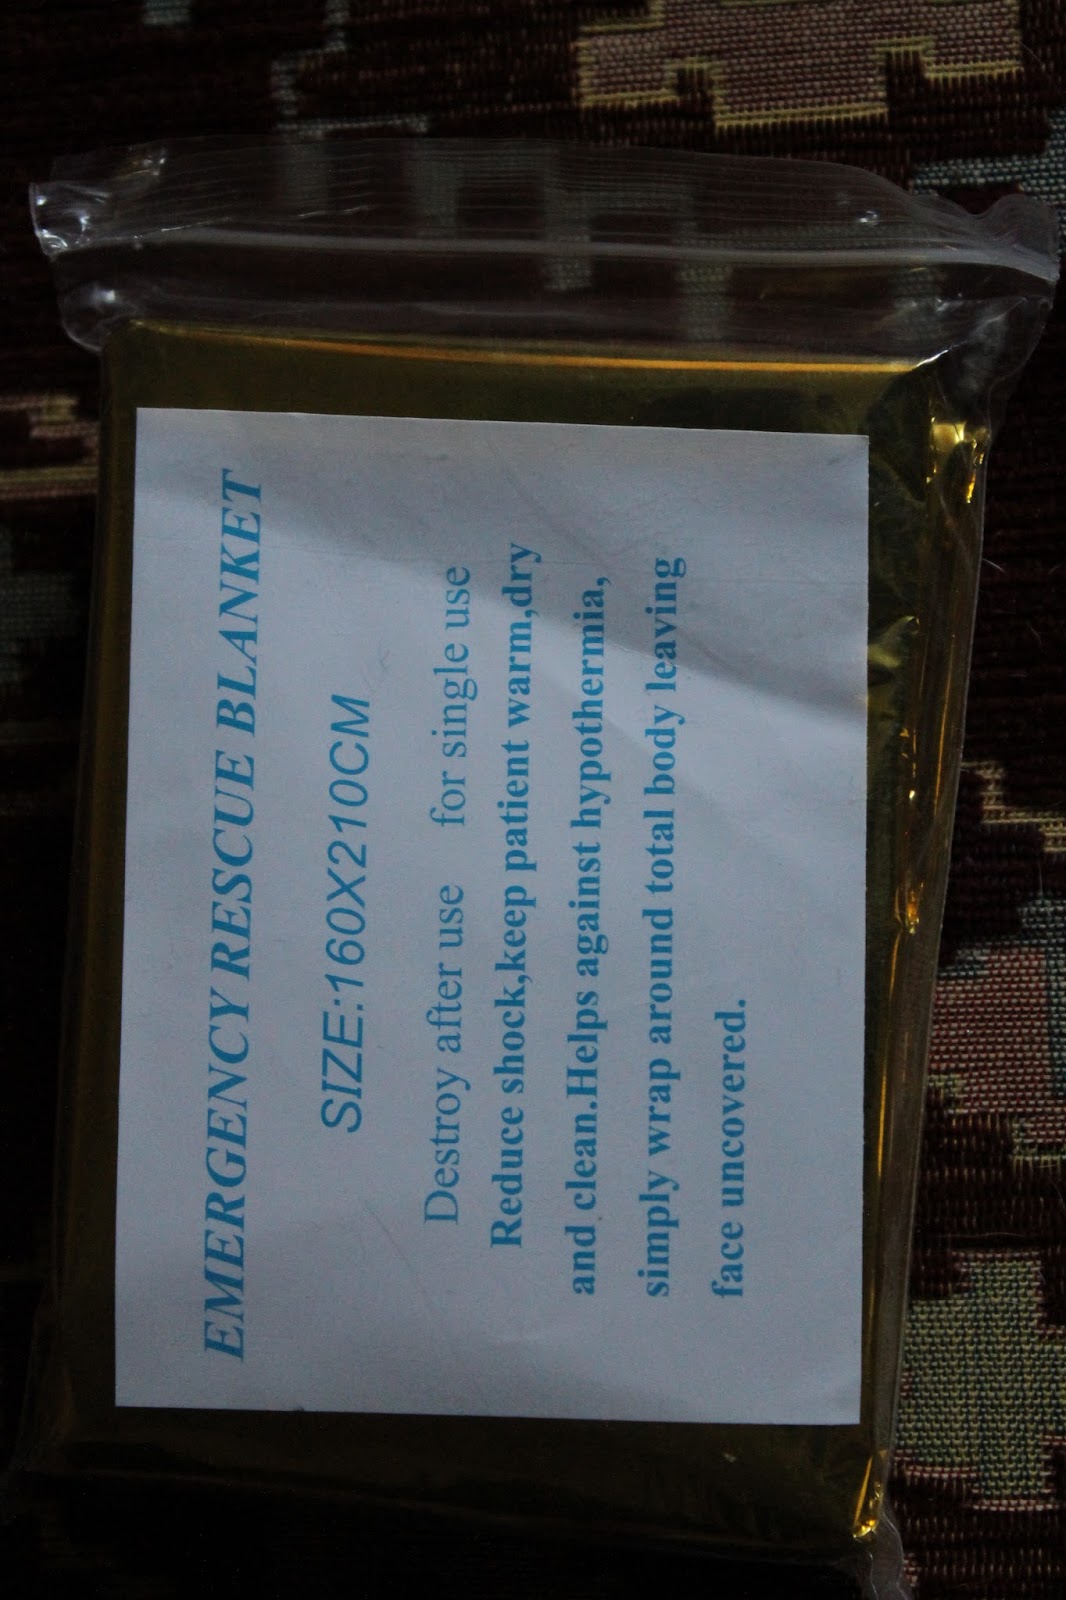 EMERGENCY RESCUE BLANKET
SIZE:160X210CM
Destroy after use for single use
Reduce shock,keep patient warm,dry
and clean.Helps against hypothermia,
simply wrap around total body leaving
face uncovered.